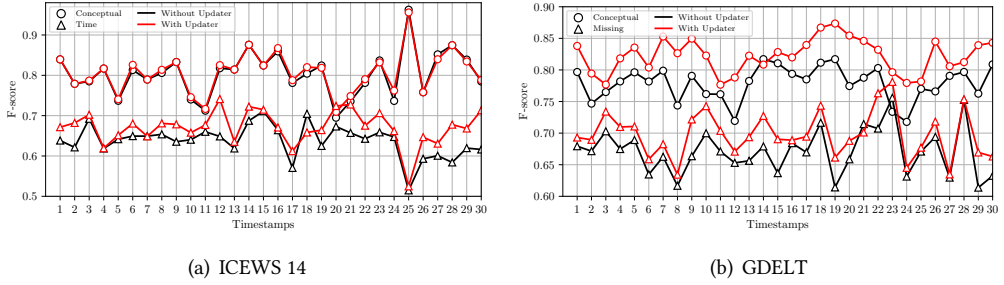 Conceptual Without Updater
Time With Updater
F-score
0.9
0.8
0.7
0.6
0.5
1 2 3 4 5 6 7 8 9 10 11 12 13 14 15 16 17 18 19 20 21 22 23 24 25 26 27 28 29 30
Timestamps
(a) ICEWS 14
Conceptual Without Updater
Missing With Updater
F-score
0.90
0.85
0.80
0.75
0.70
0.65
0.60
1 2 3 4 5 6 7 8 9 10 11 12 13 14 15 16 17 18 19 20 21 22 23 24 25 26 27 28 29 30
Timestamps
(b) GDELT